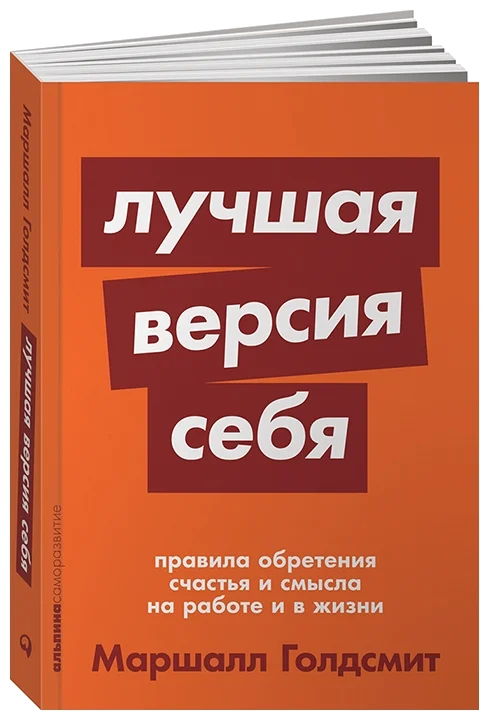 лучшая
версия
себя
правила обретения
счастья и смысла
на работе и в жизни
Маршалл Голдсмит
Маршалл Голдсмит
лучшая версия себя
альпинасаморазвитие